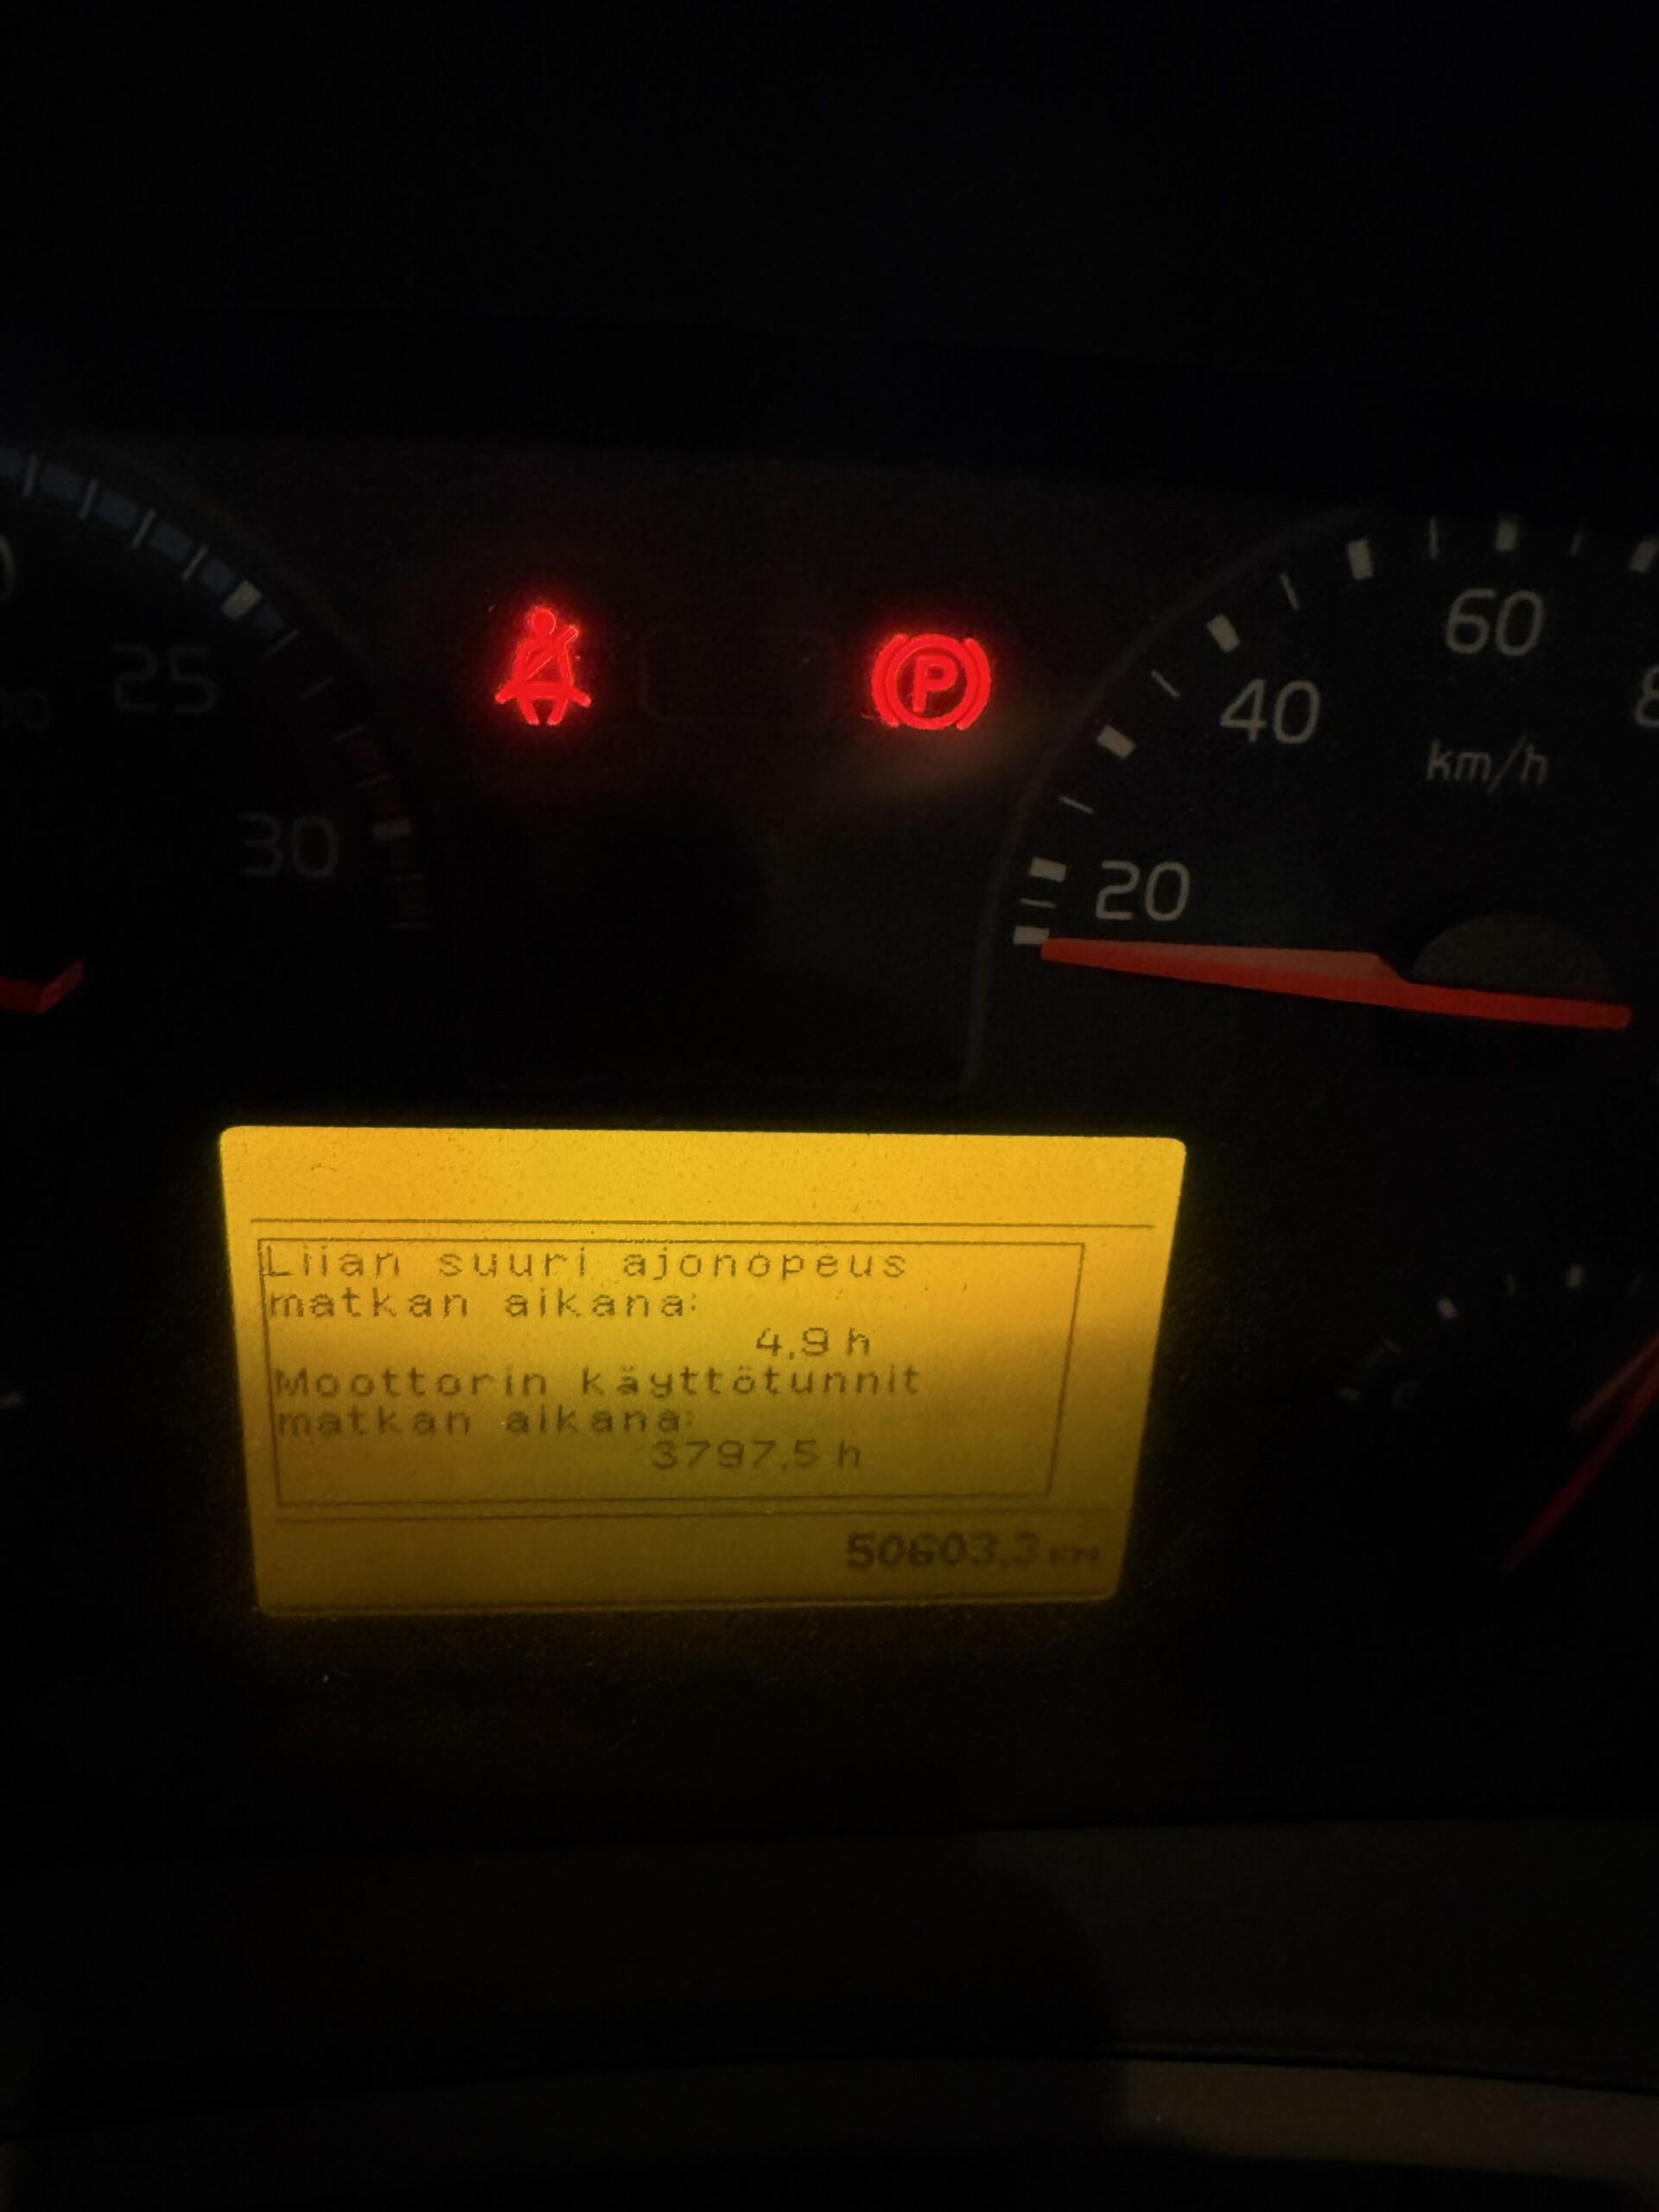 25
30
P
60
40
km/h
20
Liian suuri ajonopeus
matkan aikana:
4,9 h
Moottorin käyttötunnit
matkan aikana:
3797,5 h
50603,3 KM